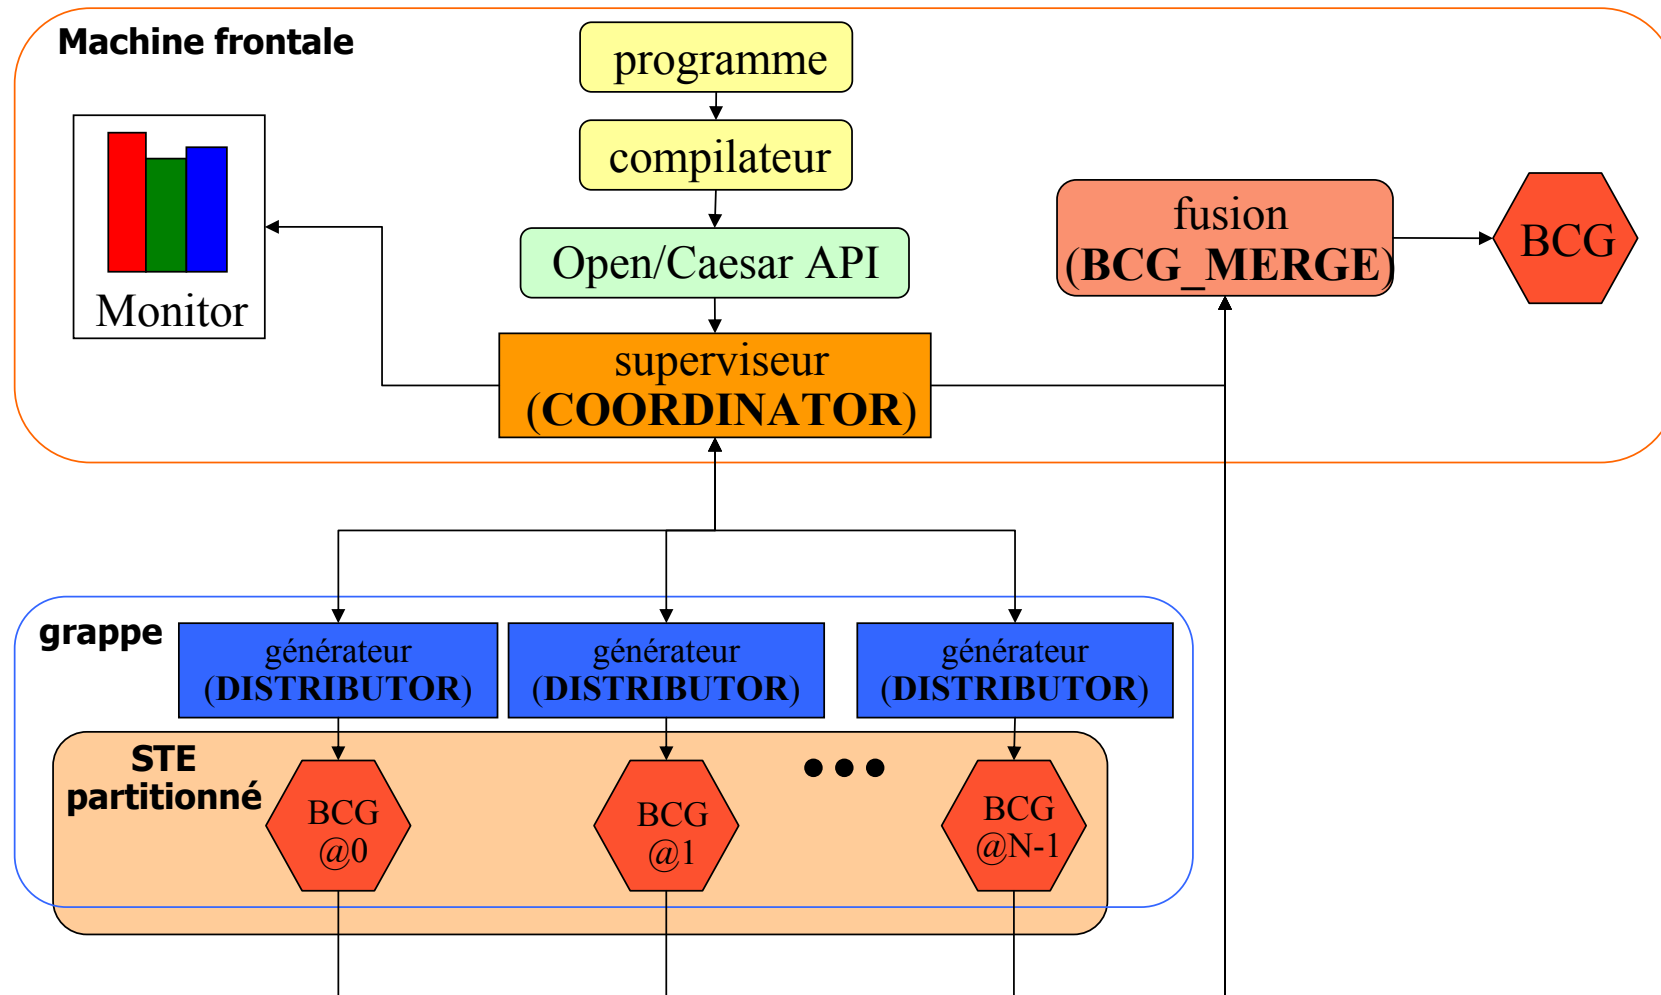 Machine frontale
programme
compilateur
Open/Caesar API
Monitor
superviseur
(COORDINATOR)
fusion
(BCG_MERGE)
BCG
grappe
générateur
(DISTRIBUTOR)
générateur
(DISTRIBUTOR)
générateur
(DISTRIBUTOR)
STE
partitionné
BCG
@0
BCG
@1
•••
BCG
@N-1